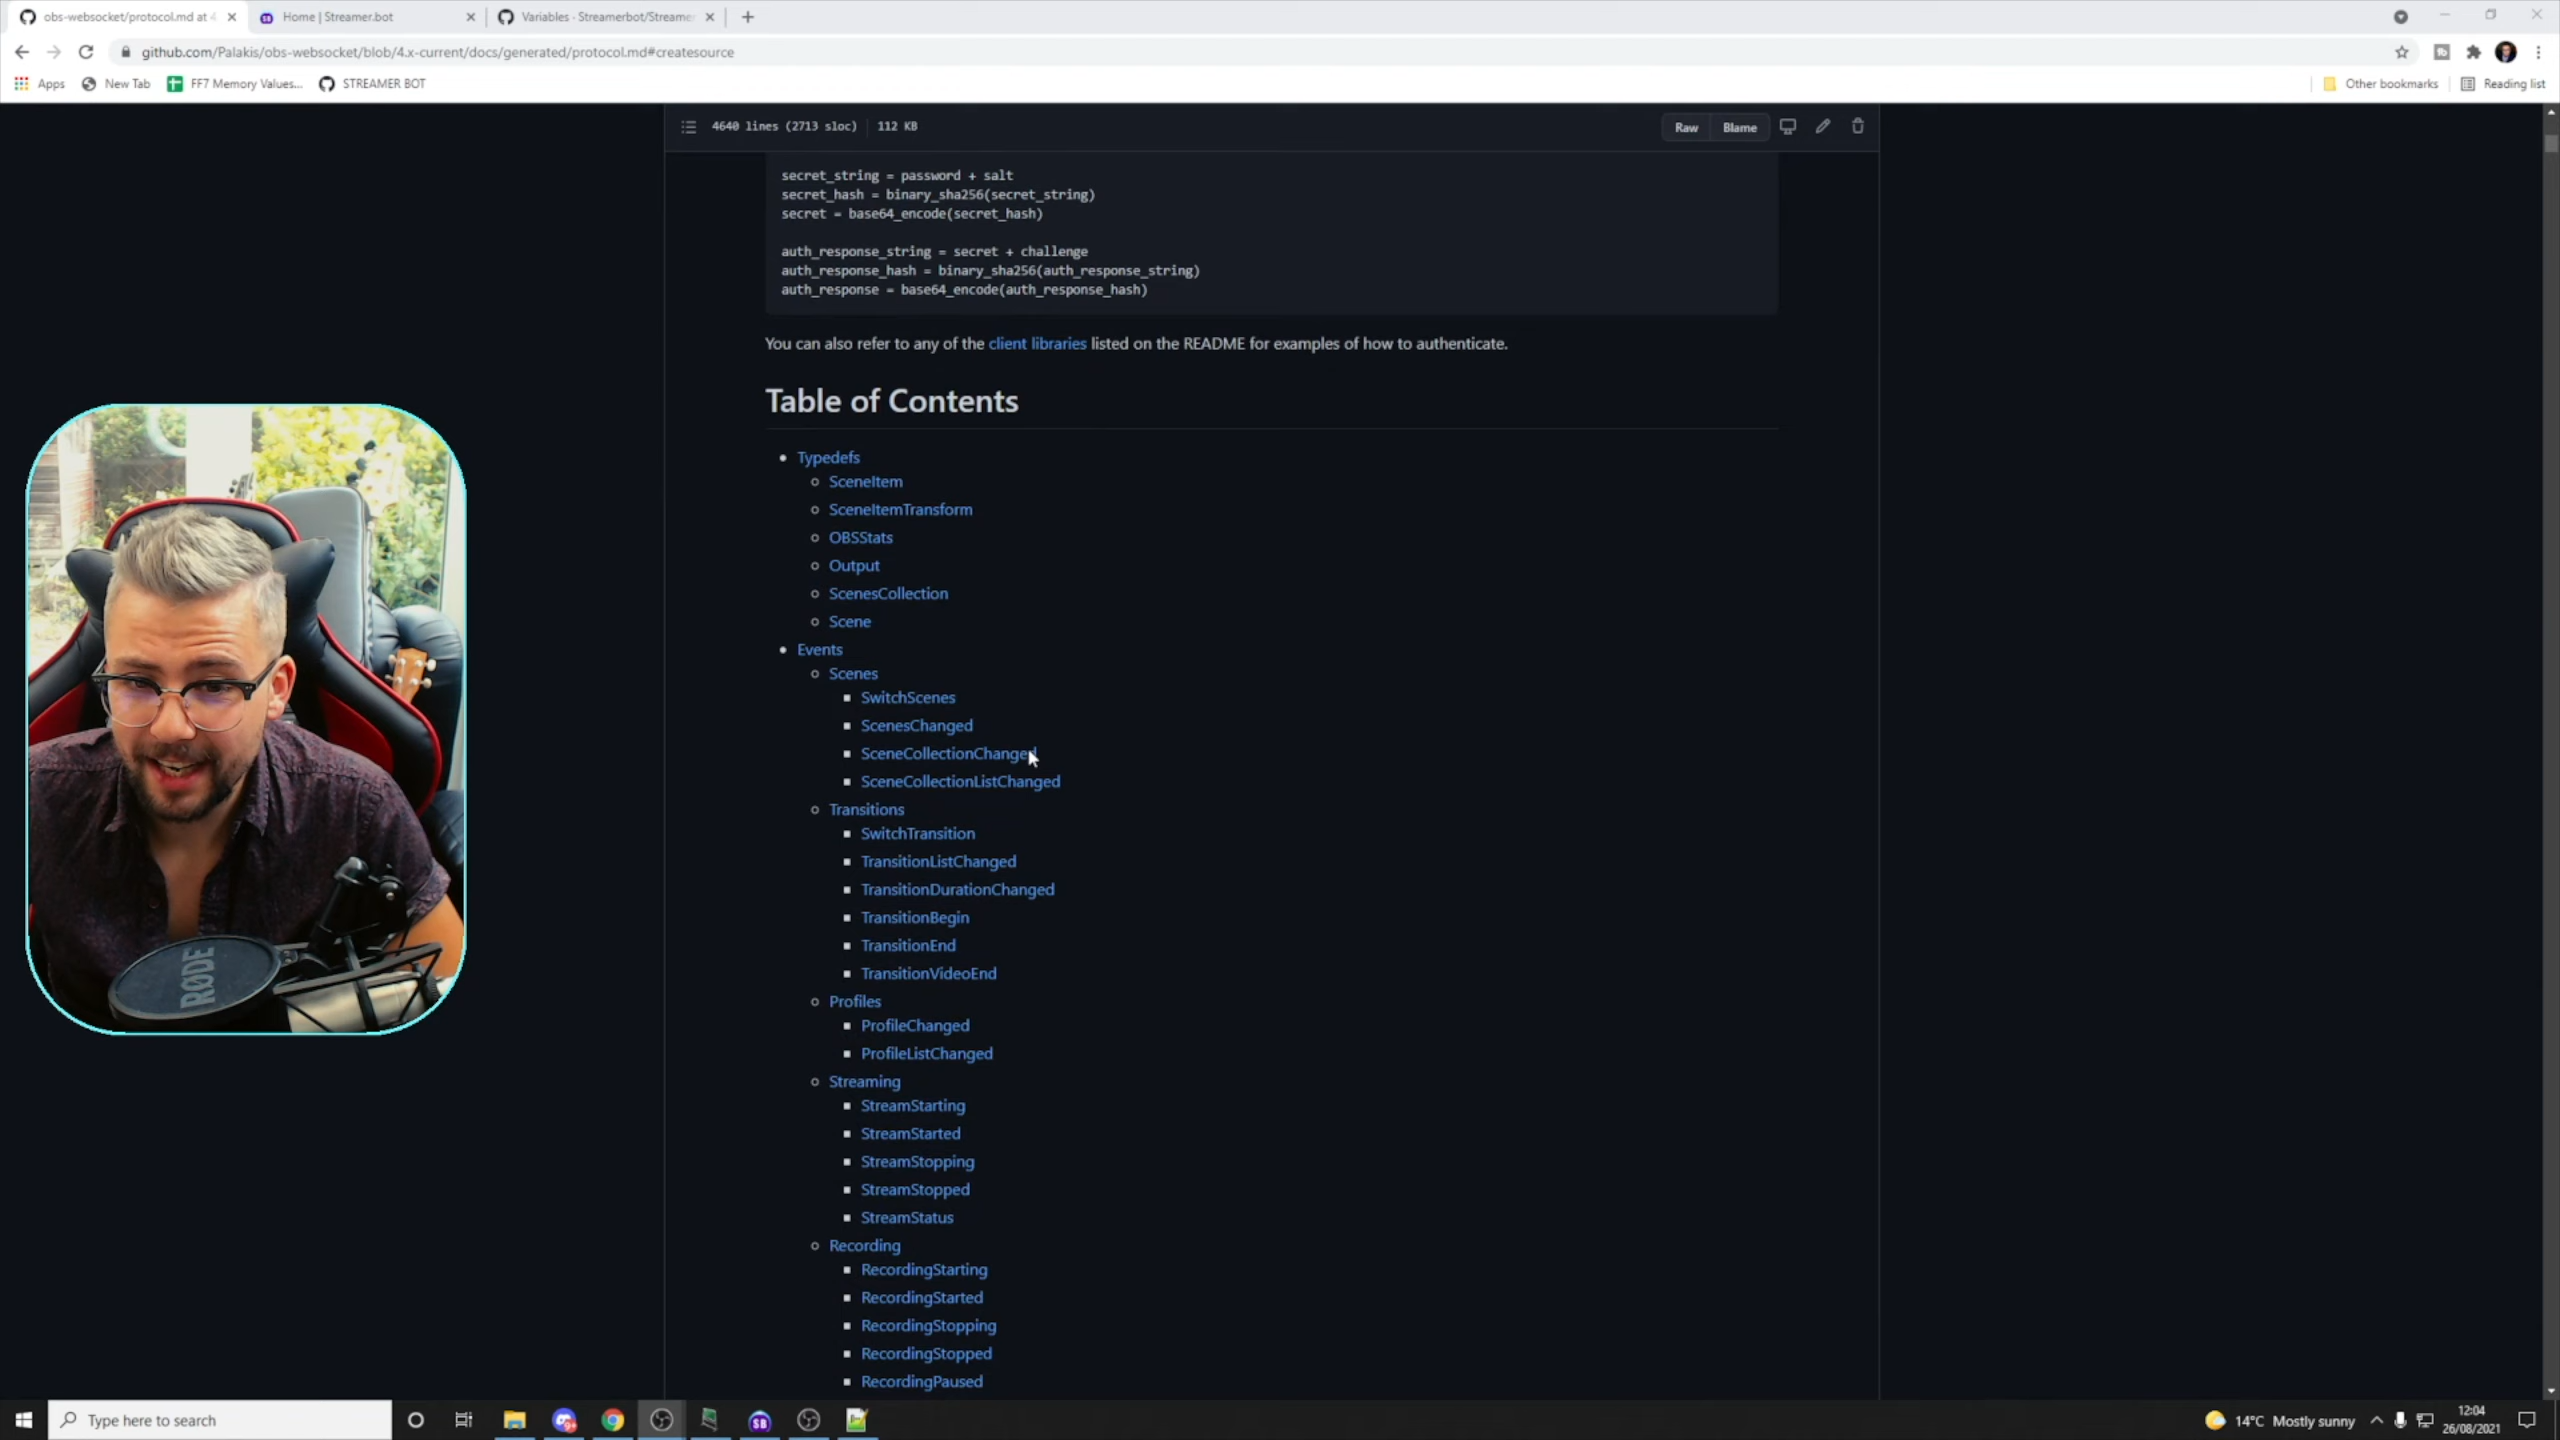 obs-websocket/protocol.md at 4
Home | Streamer.bot
Variables · Streamerbot/Streame
github.com/Palakis/obs-websocket/blob/4.x-current/docs/generated/protocol.md#createsource
Apps
New Tab
FF7 Memory Values...
STREAMER BOT
Other bookmarks
Reading list
4640 lines (2713 sloc)
112 KB
Raw
Blame
secret_string = password + salt
secret_hash = binary_sha256(secret_string)
secret = base64_encode(secret_hash)
auth_response_string = secret + challenge
auth_response_hash = binary_sha256(auth_response_string)
auth_response = base64_encode(auth_response_hash)
You can also refer to any of the client libraries listed on the README for examples of how to authenticate.
Table of Contents
Typedefs
SceneItem
SceneItemTransform
OBSStats
Output
ScenesCollection
Scene
Events
Scenes
SwitchScenes
ScenesChanged
SceneCollectionChanged
SceneCollectionListChanged
Transitions
SwitchTransition
TransitionListChanged
TransitionDurationChanged
TransitionBegin
TransitionEnd
TransitionVideoEnd
Profiles
ProfileChanged
ProfileListChanged
Streaming
StreamStarting
StreamStarted
StreamStopping
StreamStopped
StreamStatus
Recording
RecordingStarting
RecordingStarted
RecordingStopping
RecordingStopped
RecordingPaused
RØDE
Type here to search
SB
14°C Mostly sunny
12:04
26/08/2021